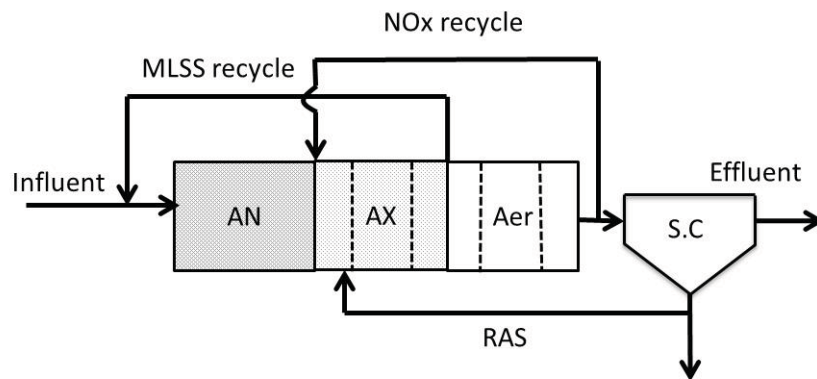 NOx recycle
MLSS recycle
Influent
AN
AX
Aer
S.C
Effluent
RAS